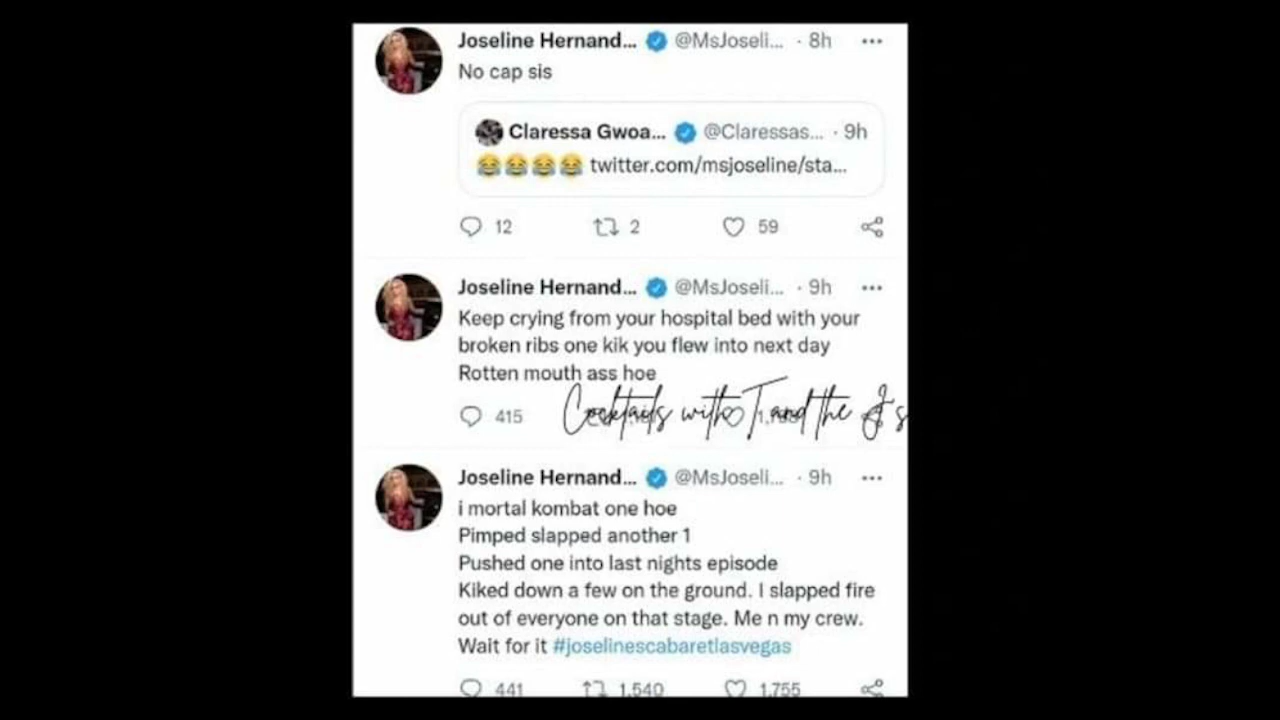 Joseline Hernand... @MsJoseli... · 8h ...
No cap sis
Claressa Gwoa... @Claressas... · 9h
😂😂😂😂 twitter.com/msjoseline/sta...
12 2 59
Joseline Hernand... @MsJoseli... · 9h ...
Keep crying from your hospital bed with your
broken ribs one kik you flew into next day
Rotten mouth ass hoe
415
Cocktails with T and the J's
Joseline Hernand... @MsJoseli... · 9h ...
i mortal kombat one hoe
Pimped slapped another 1
Pushed one into last nights episode
Kiked down a few on the ground. I slapped fire
out of everyone on that stage. Me n my crew.
Wait for it #joselinescabaretlasvegas
441 1,540 1,755